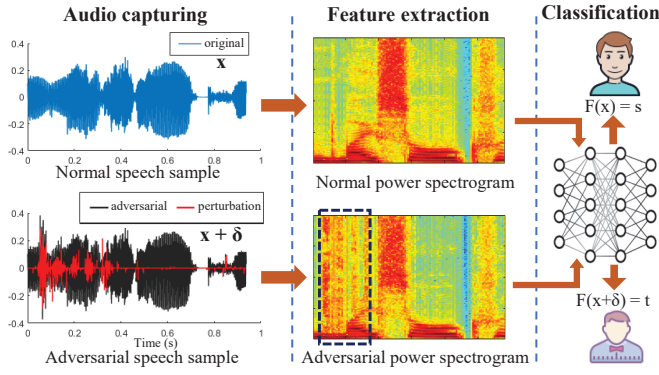 Audio capturing
Feature extraction
Classification
0.4
0.2
0
-0.2
-0.4
original
x
0 0.2 0.4 0.6 0.8 1
Normal speech sample
Normal power spectrogram
F(x) = s
0.4
0.2
0
-0.2
-0.4
adversarial perturbation
x + δ
0 0.2 0.4 0.6 0.8 1
Time (s)
Adversarial speech sample
Adversarial power spectrogram
F(x+δ) = t